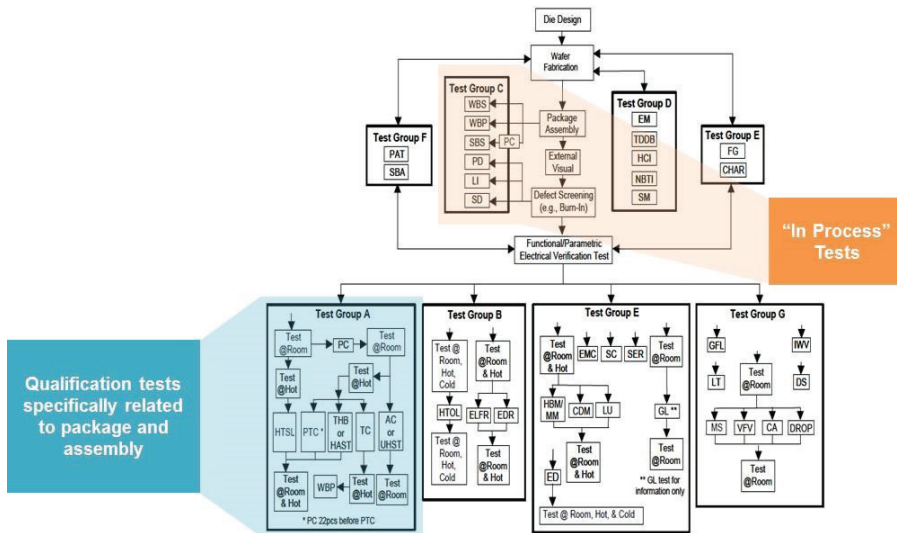 Die Design
Wafer
Fabrication
Test Group C
WBS
WBP
SBS
PC
PD
LI
SD
Package
Assembly
External
Visual
Defect Screening
(e.g., Burn-In)
Test Group D
EM
TDDB
HCI
NBTI
SM
Test Group F
PAT
SBA
Test Group E
FG
CHAR
"In Process"
Tests
Functional/Parametric
Electrical Verification Test
Qualification tests
specifically related
to package and
assembly
Test Group A
Test
@Room
PC
Test
@Room
Test
@Hot
Test
@Hot
HTSL
PTC *
THB
or
HAST
TC
AC
or
UHST
Test
@Room
& Hot
WBP
Test
@Hot
Test
@Room
* PC 22pcs before PTC
Test Group B
Test @
Room,
Hot,
Cold
Test
@Room
& Hot
HTOL
ELFR
EDR
Test @
Room,
Hot,
Cold
Test
@Room
& Hot
Test Group E
Test
@Room
& Hot
EMC
SC
SER
Test
@Room
HBM/
MM
CDM
LU
GL **
ED
Test
@Room
& Hot
Test
@Room
** GL test for
information only
Test @ Room, Hot, & Cold
Test Group G
GFL
IWV
LT
Test
@Room
DS
MS
VFV
CA
DROP
Test
@Room